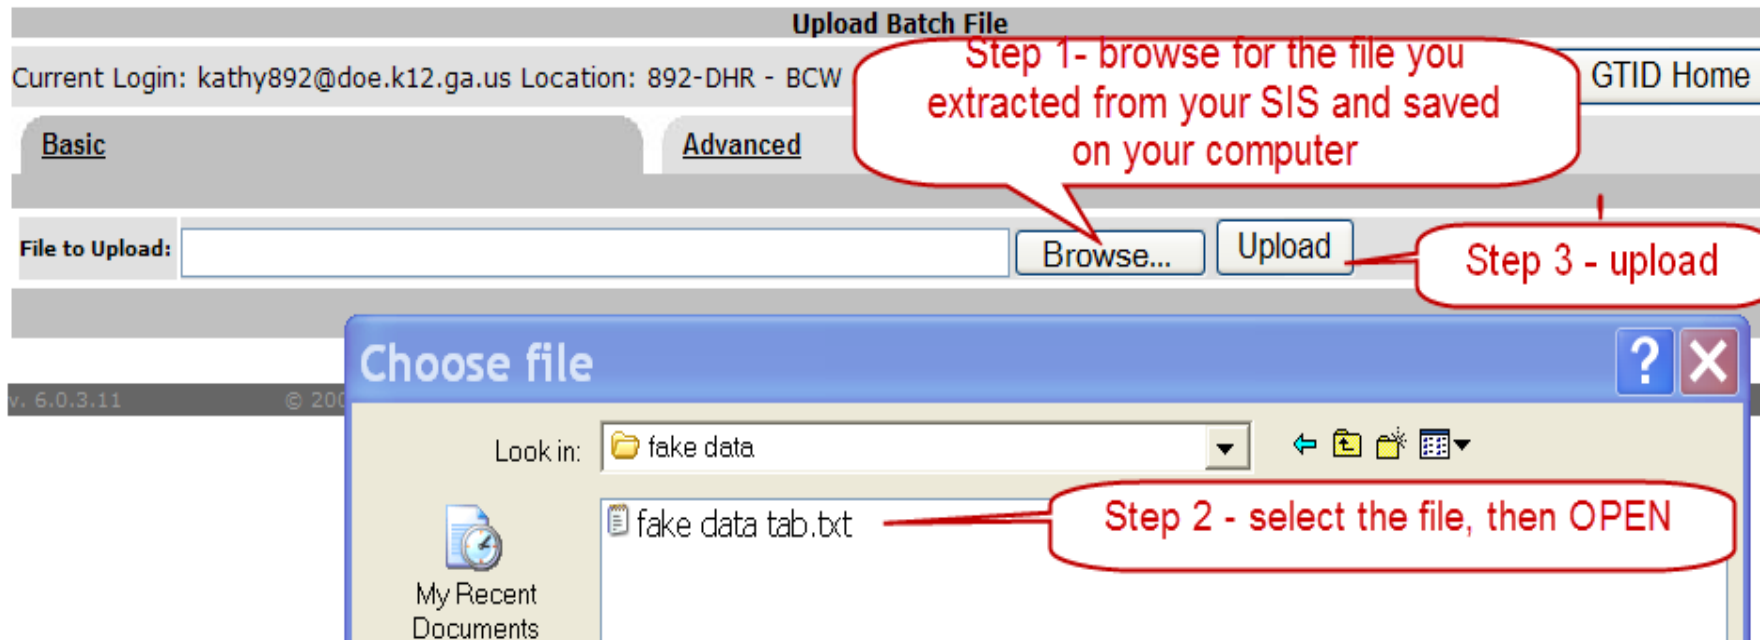 Upload Batch File
Current Login: kathy892@doe.k12.ga.us Location: 892-DHR - BCW
Step 1- browse for the file you
extracted from your SIS and saved
on your computer
GTID Home
Basic
Advanced
File to Upload:
Browse...
Upload
Step 3 - upload
Choose file
v. 6.0.3.11
© 200
Look in:
fake data
fake data tab.txt
Step 2 - select the file, then OPEN
My Recent
Documents